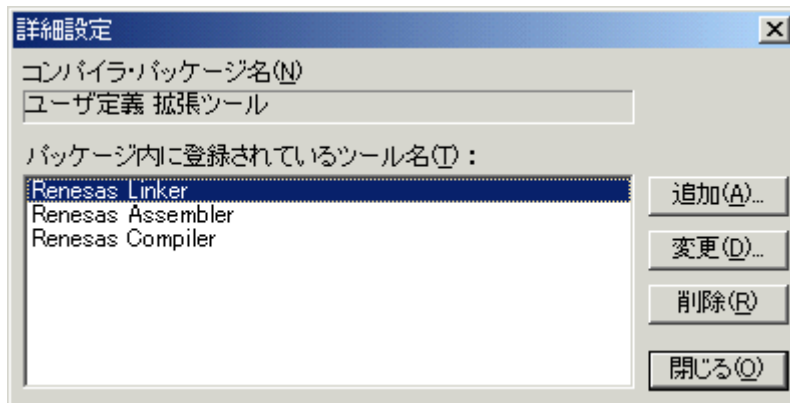 詳細設定
コンパイラ・パッケージ名(N)
ユーザ定義 拡張ツール
パッケージ内に登録されているツール名(T)：
Renesas Linker
Renesas Assembler
Renesas Compiler
追加(A)...
変更(D)...
削除(R)
閉じる(O)